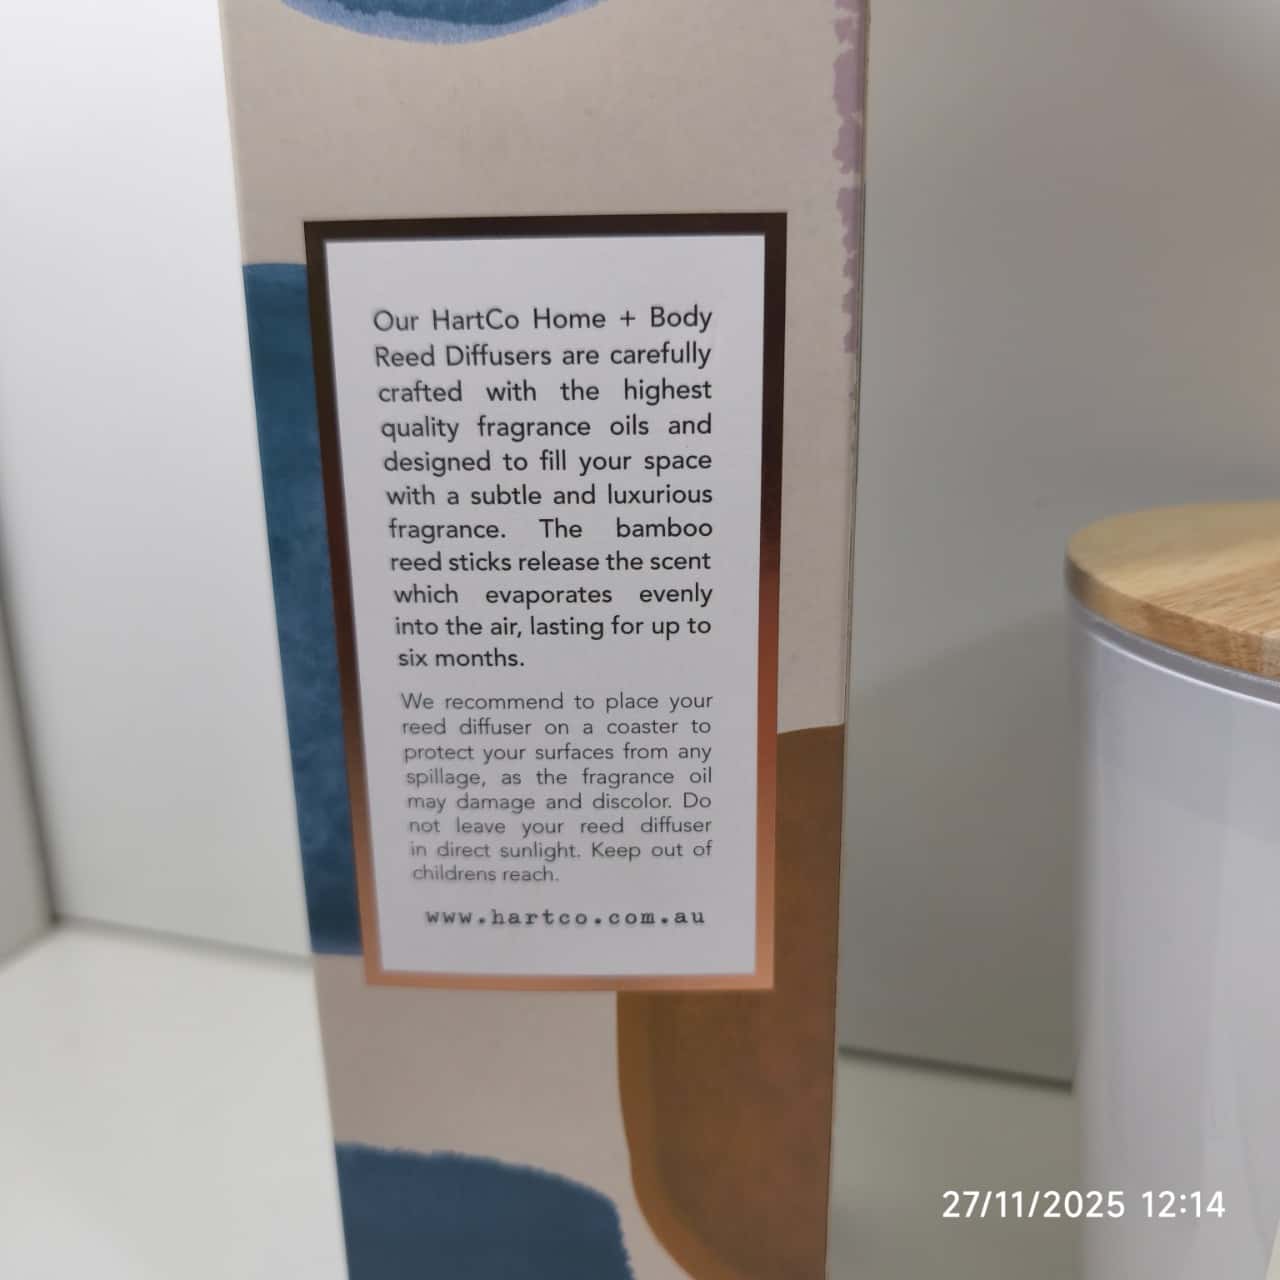 Our HartCo Home + Body
Reed Diffusers are carefully
crafted with the highest
quality fragrance oils and
designed to fill your space
with a subtle and luxurious
fragrance. The bamboo
reed sticks release the scent
which evaporates evenly
into the air, lasting for up to
six months.
We recommend to place your
reed diffuser on a coaster to
protect your surfaces from any
spillage, as the fragrance oil
may damage and discolor. Do
not leave your reed diffuser
in direct sunlight. Keep out of
childrens reach.
www.hartco.com.au
27/11/2025 12:14